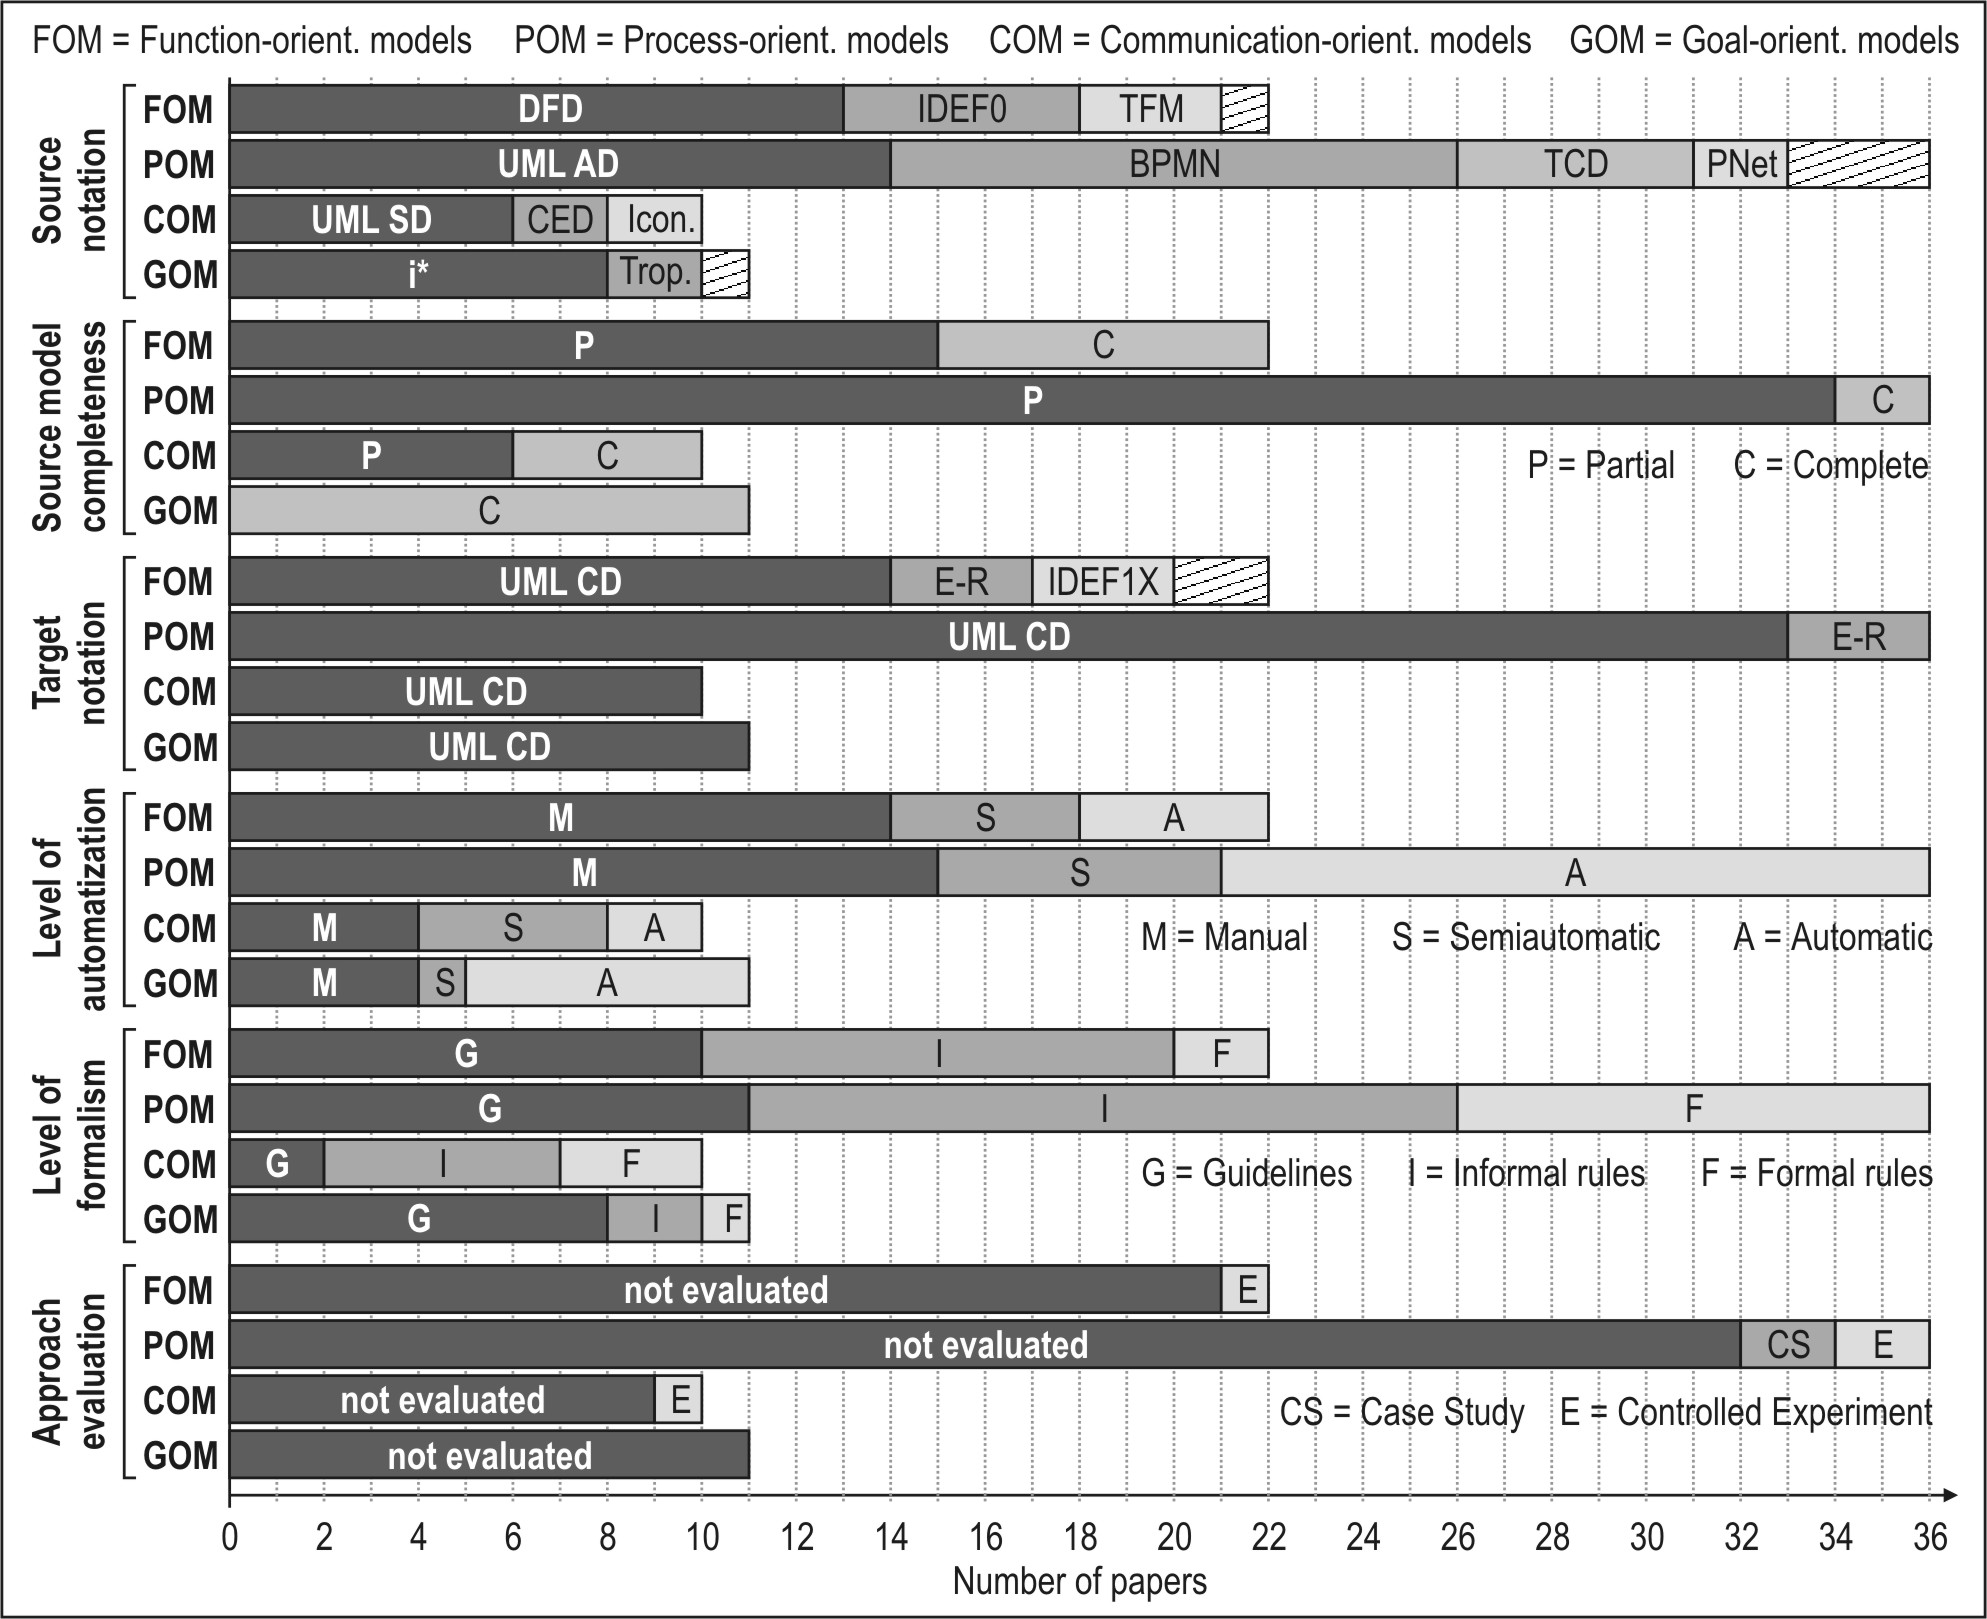 FOM = Function-orient. models POM = Process-orient. models COM = Communication-orient. models GOM = Goal-orient. models
Source
notation
FOM DFD IDEF0 TFM
POM UML AD BPMN TCD PNet
COM UML SD CED Icon.
GOM i* Trop.
Source model
completeness
FOM P C
POM P C
COM P C
P = Partial C = Complete
GOM C
Target
notation
FOM UML CD E-R IDEF1X
POM UML CD E-R
COM UML CD
GOM UML CD
Level of
automatization
FOM M S A
POM M S A
COM M S A
M = Manual S = Semiautomatic A = Automatic
GOM M S A
Level of
formalism
FOM G I F
POM G I F
COM G I F
G = Guidelines I = Informal rules F = Formal rules
GOM G I F
Approach
evaluation
FOM not evaluated E
POM not evaluated CS E
COM not evaluated E
CS = Case Study E = Controlled Experiment
GOM not evaluated
0 2 4 6 8 10 12 14 16 18 20 22 24 26 28 30 32 34 36
Number of papers